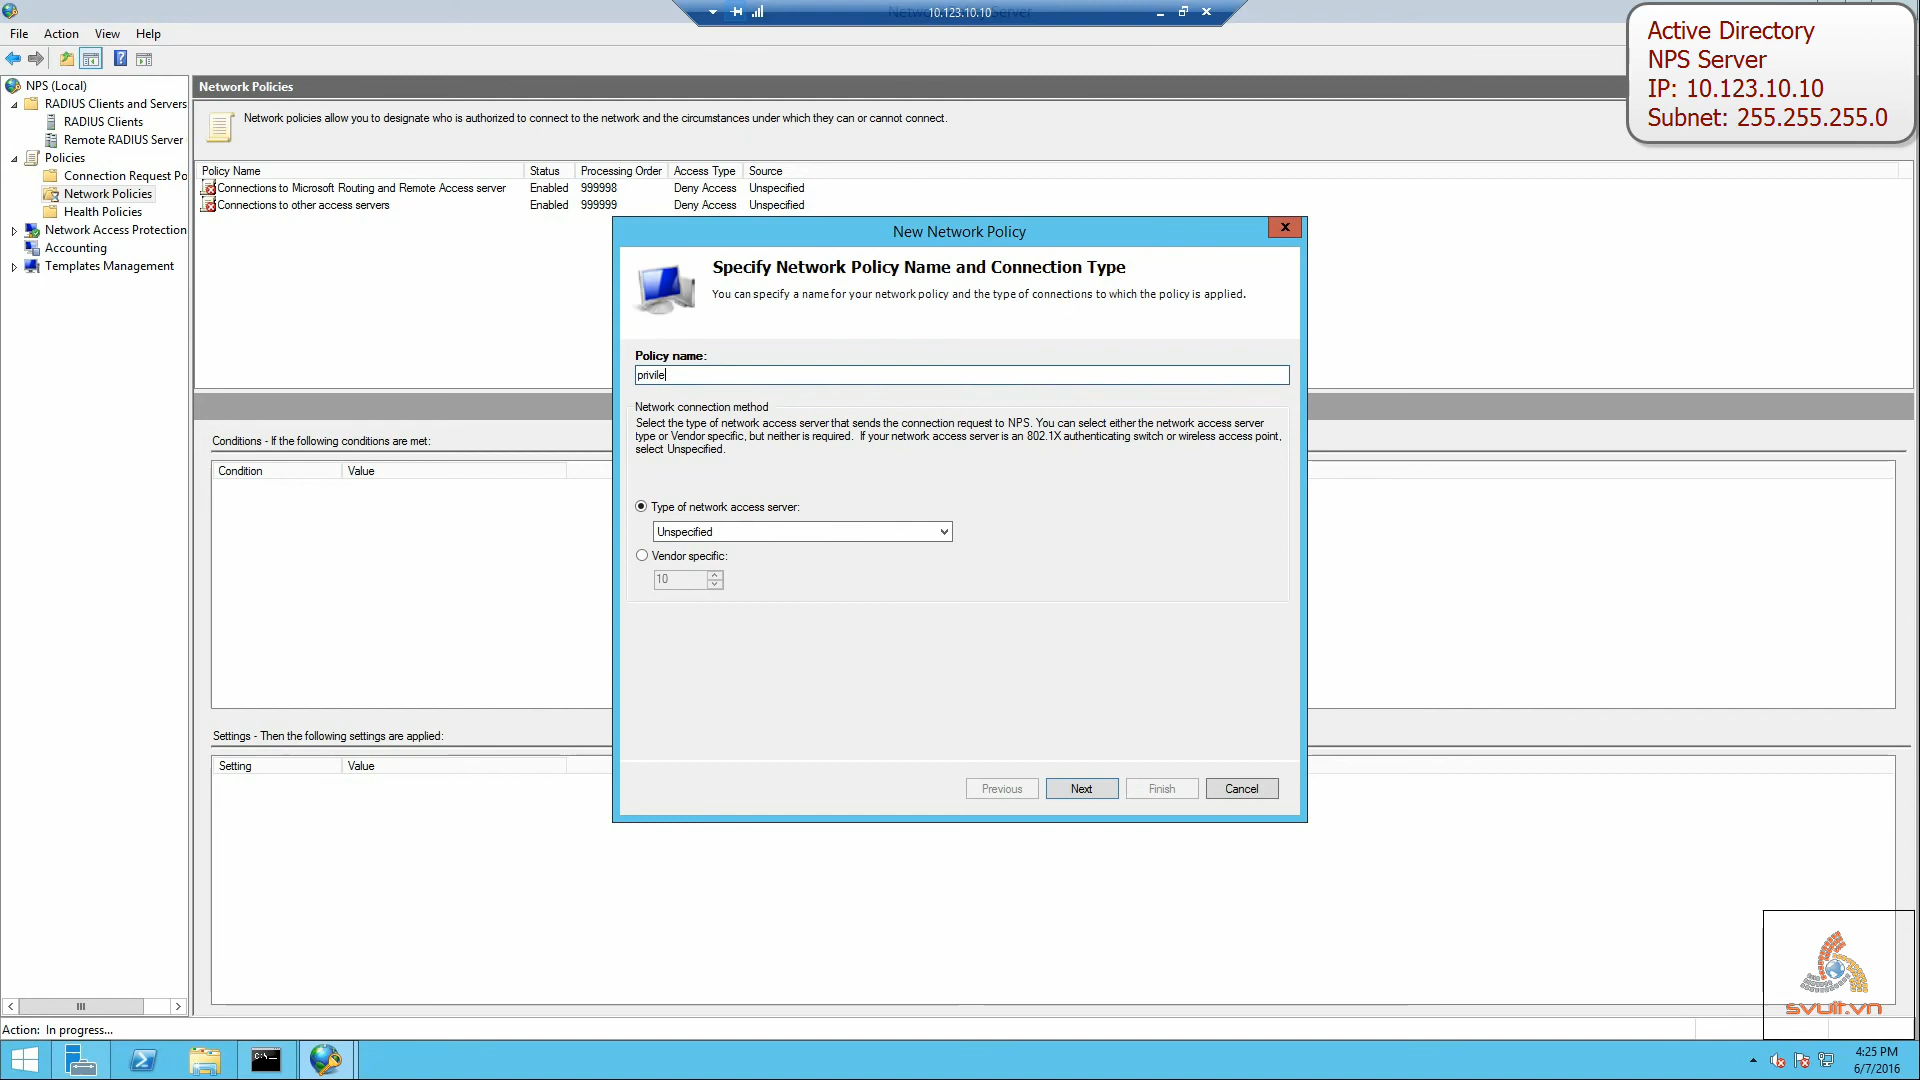 10.123.10.10
Active Directory
NPS Server
IP: 10.123.10.10
Subnet: 255.255.255.0
File Action View Help
NPS (Local)
RADIUS Clients and Servers
RADIUS Clients
Remote RADIUS Server
Policies
Connection Request Po
Network Policies
Health Policies
Network Access Protection
Accounting
Templates Management
Network Policies
Network policies allow you to designate who is authorized to connect to the network and the circumstances under which they can or cannot connect.
Policy Name Status Processing Order Access Type Source
Connections to Microsoft Routing and Remote Access server Enabled 999998 Deny Access Unspecified
Connections to other access servers Enabled 999999 Deny Access Unspecified
New Network Policy
x
Specify Network Policy Name and Connection Type
You can specify a name for your network policy and the type of connections to which the policy is applied.
Policy name:
privile
Network connection method
Select the type of network access server that sends the connection request to NPS. You can select either the network access server
type or Vendor specific, but neither is required. If your network access server is an 802.1X authenticating switch or wireless access point,
select Unspecified.
Type of network access server:
Unspecified
Vendor specific:
10
Previous Next Finish Cancel
Conditions - If the following conditions are met:
Condition Value
Settings - Then the following settings are applied:
Setting Value
svuit.vn
Action: In progress...
4:25 PM
6/7/2016